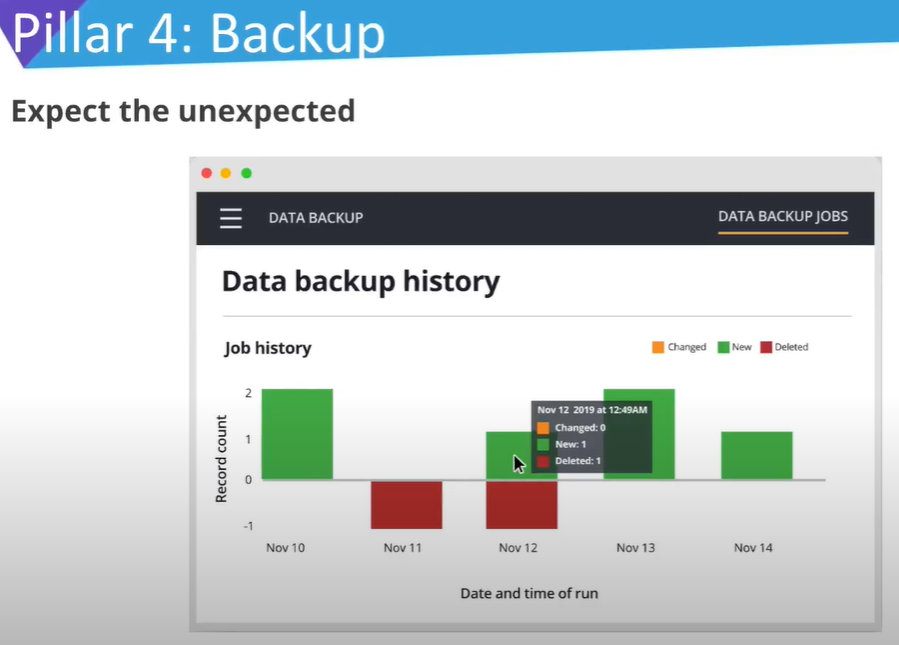 Pillar 4: Backup
Expect the unexpected
DATA BACKUP
DATA BACKUP JOBS
Data backup history
Job history
Changed New Deleted
Record count
2
1
0
-1
Nov 12 2019 at 12:49AM
Changed: 0
New: 1
Deleted: 1
Nov 10 Nov 11 Nov 12 Nov 13 Nov 14
Date and time of run